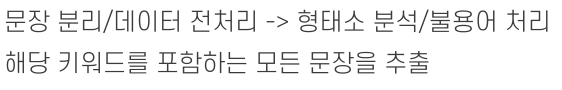 문장 분리/데이터 전처리 -> 형태소 분석/불용어 처리
해당 키워드를 포함하는 모든 문장을 추출